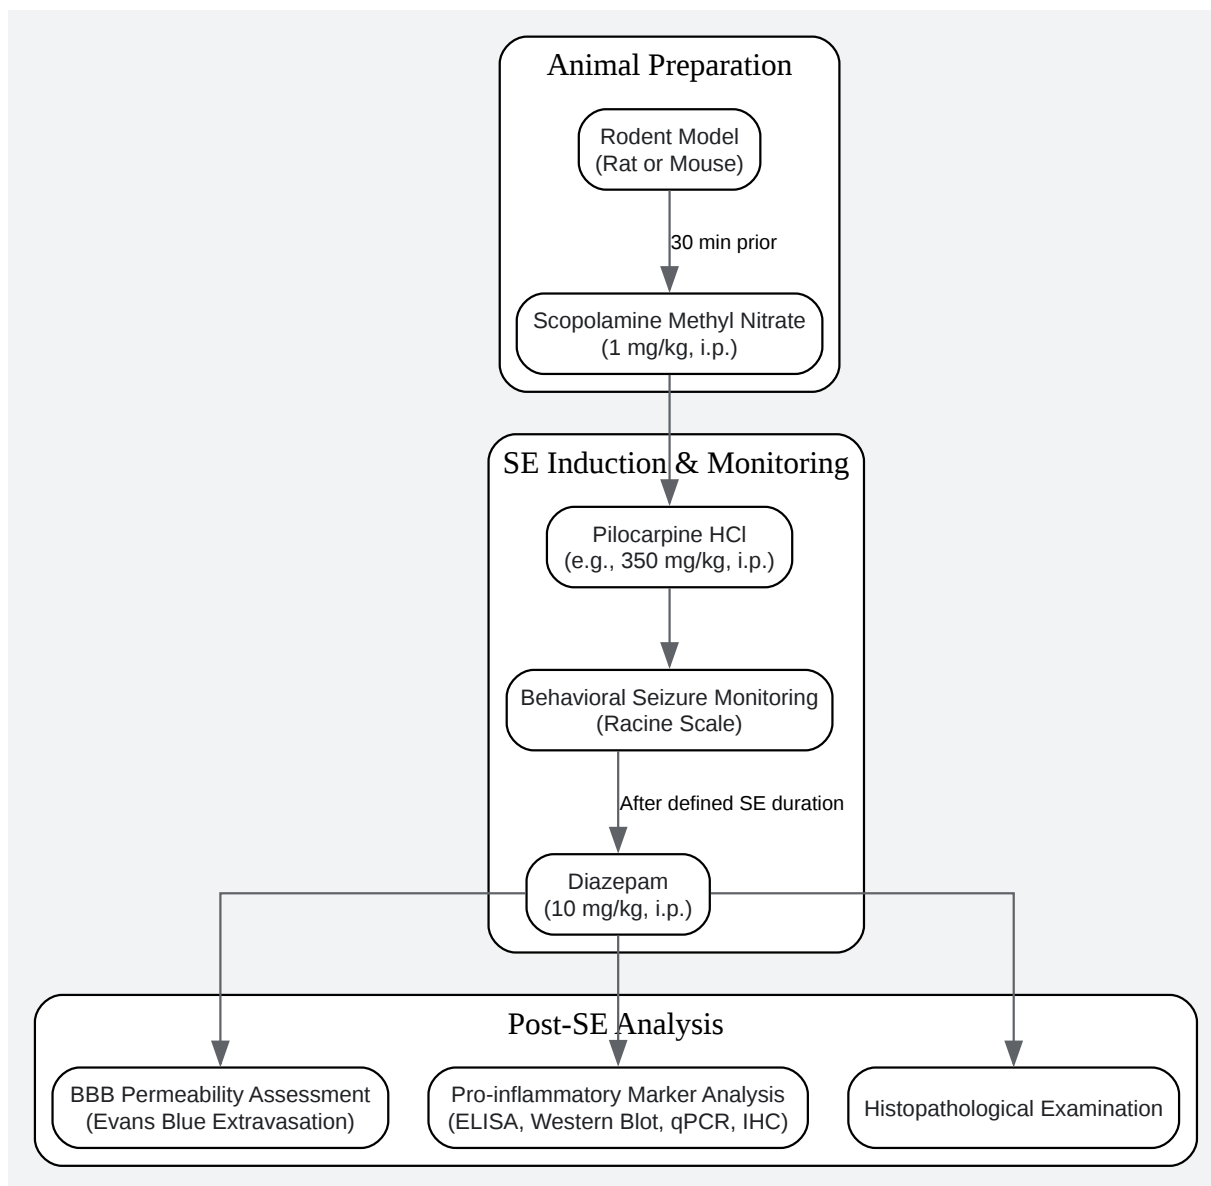 Animal Preparation
Rodent Model
(Rat or Mouse)
30 min prior
Scopolamine Methyl Nitrate
(1 mg/kg, i.p.)
SE Induction & Monitoring
Pilocarpine HCl
(e.g., 350 mg/kg, i.p.)
Behavioral Seizure Monitoring
(Racine Scale)
After defined SE duration
Diazepam
(10 mg/kg, i.p.)
Post-SE Analysis
BBB Permeability Assessment
(Evans Blue Extravasation)
Pro-inflammatory Marker Analysis
(ELISA, Western Blot, qPCR, IHC)
Histopathological Examination